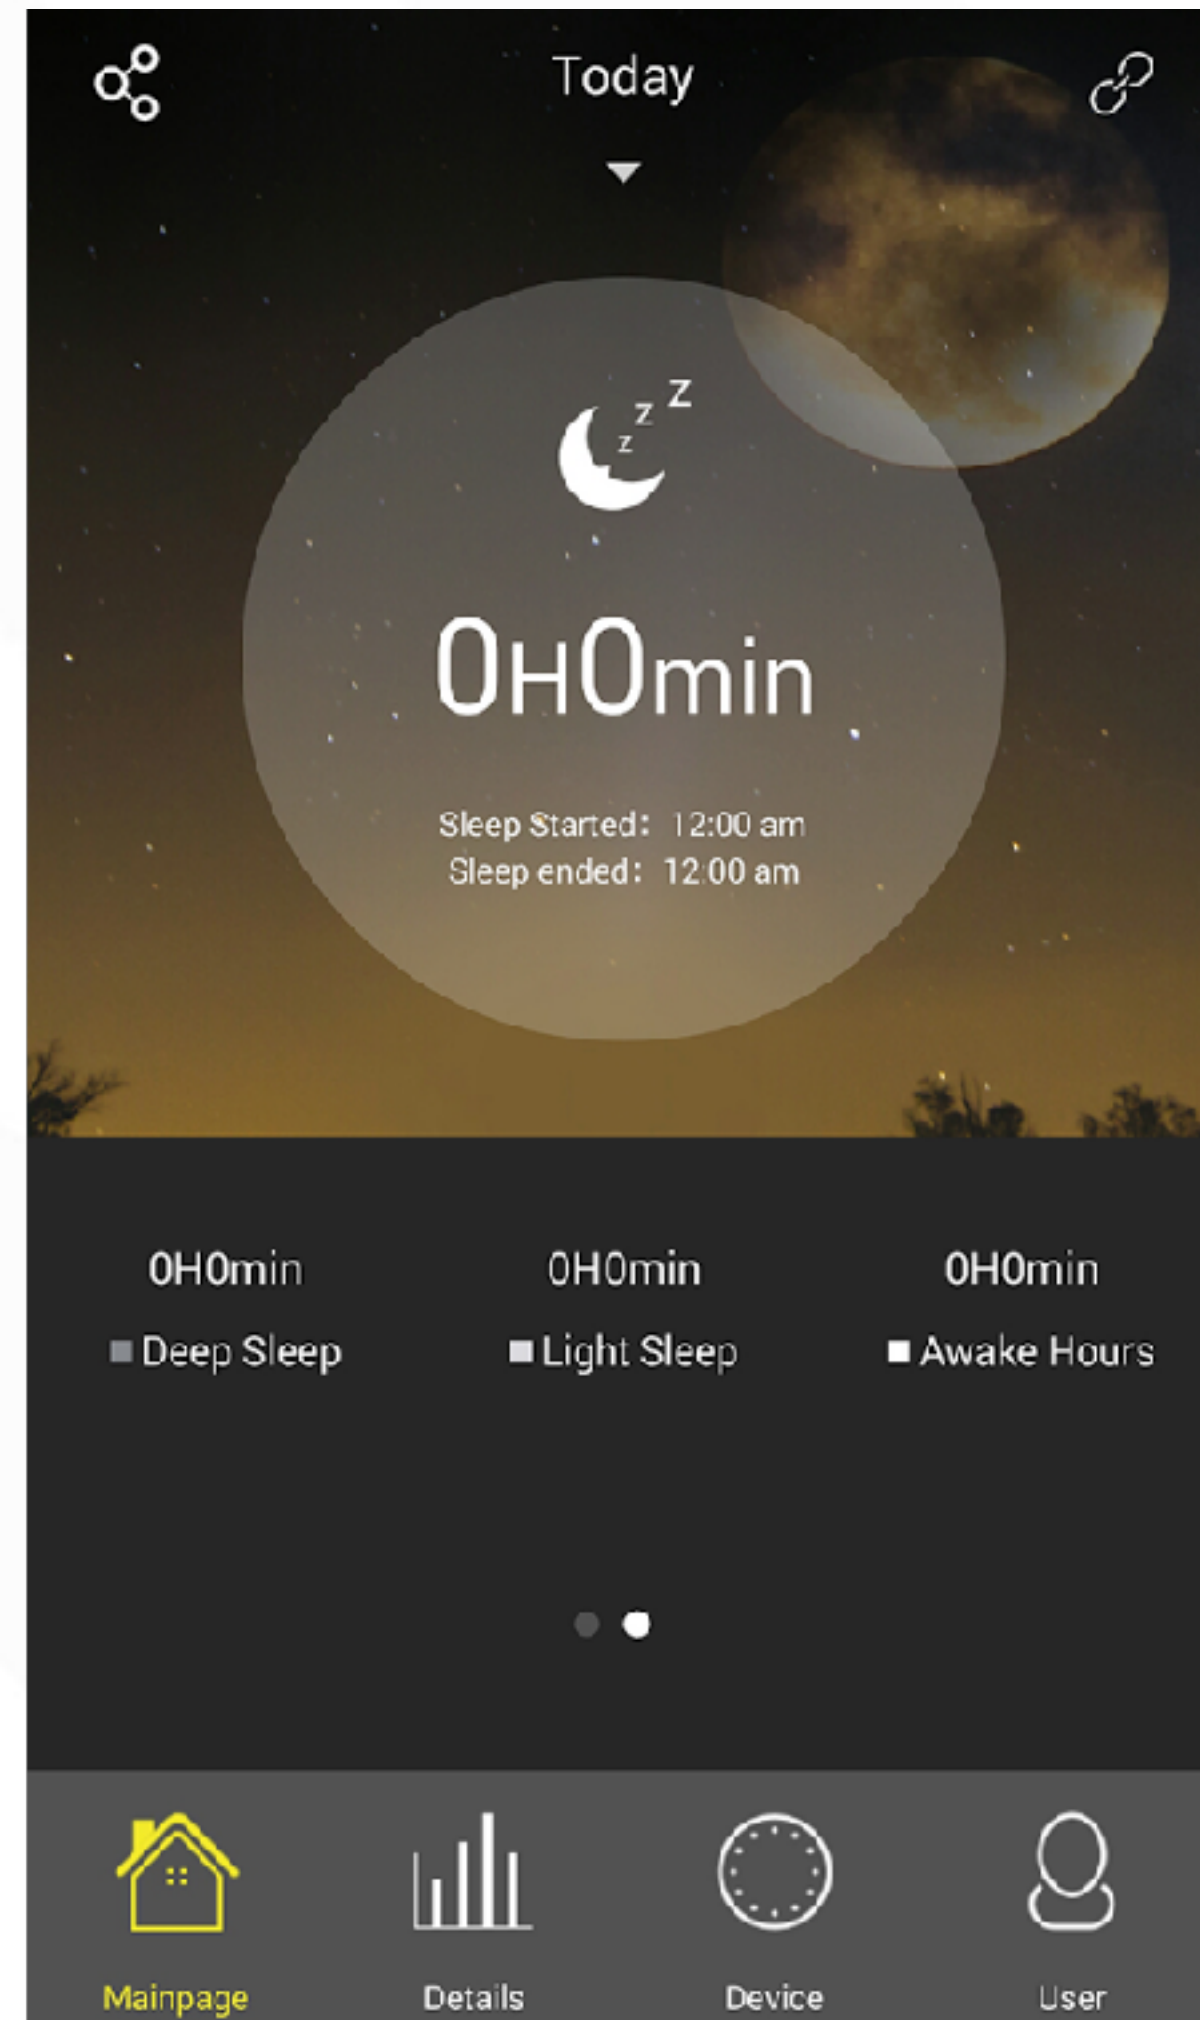 Today
z z Z
0H0min
Sleep Started: 12:00 am
Sleep ended: 12:00 am
0H0min 0H0min 0H0min
Deep Sleep Light Sleep Awake Hours
Mainpage Details Device User